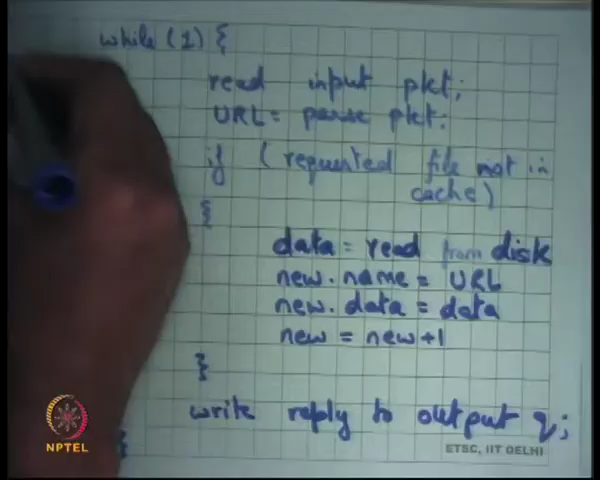 while (1) {
read input pkt;
URL = parse pkt;
if (requested file not in
cache)
{
data = read from disk
new.name = URL
new.data = data
new = new+1
}
write reply to output q;
}
NPTEL
ETSC, IIT DELHI